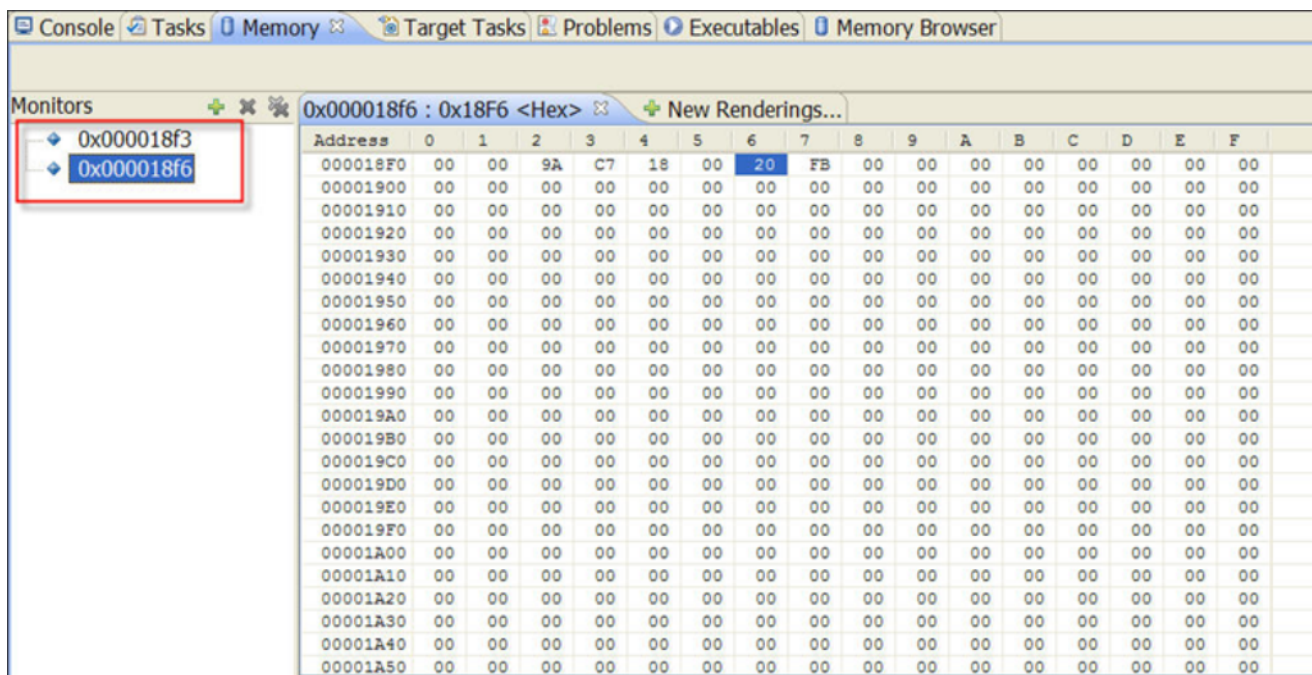 Console Tasks Memory Target Tasks Problems Executables Memory Browser
Monitors
0x000018f3
0x000018f6
0x000018f6 : 0x18F6 <Hex> New Renderings...
Address 0 1 2 3 4 5 6 7 8 9 A B C D E F
000018F0 00 00 9A C7 18 00 20 FB 00 00 00 00 00 00 00 00
00001900 00 00 00 00 00 00 00 00 00 00 00 00 00 00 00 00
00001910 00 00 00 00 00 00 00 00 00 00 00 00 00 00 00 00
00001920 00 00 00 00 00 00 00 00 00 00 00 00 00 00 00 00
00001930 00 00 00 00 00 00 00 00 00 00 00 00 00 00 00 00
00001940 00 00 00 00 00 00 00 00 00 00 00 00 00 00 00 00
00001950 00 00 00 00 00 00 00 00 00 00 00 00 00 00 00 00
00001960 00 00 00 00 00 00 00 00 00 00 00 00 00 00 00 00
00001970 00 00 00 00 00 00 00 00 00 00 00 00 00 00 00 00
00001980 00 00 00 00 00 00 00 00 00 00 00 00 00 00 00 00
00001990 00 00 00 00 00 00 00 00 00 00 00 00 00 00 00 00
000019A0 00 00 00 00 00 00 00 00 00 00 00 00 00 00 00 00
000019B0 00 00 00 00 00 00 00 00 00 00 00 00 00 00 00 00
000019C0 00 00 00 00 00 00 00 00 00 00 00 00 00 00 00 00
000019D0 00 00 00 00 00 00 00 00 00 00 00 00 00 00 00 00
000019E0 00 00 00 00 00 00 00 00 00 00 00 00 00 00 00 00
000019F0 00 00 00 00 00 00 00 00 00 00 00 00 00 00 00 00
00001A00 00 00 00 00 00 00 00 00 00 00 00 00 00 00 00 00
00001A10 00 00 00 00 00 00 00 00 00 00 00 00 00 00 00 00
00001A20 00 00 00 00 00 00 00 00 00 00 00 00 00 00 00 00
00001A30 00 00 00 00 00 00 00 00 00 00 00 00 00 00 00 00
00001A40 00 00 00 00 00 00 00 00 00 00 00 00 00 00 00 00
00001A50 00 00 00 00 00 00 00 00 00 00 00 00 00 00 00 00